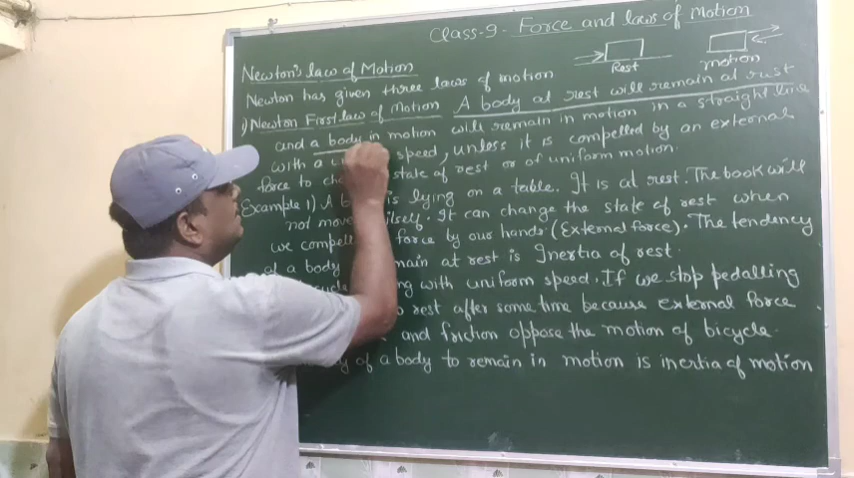 Class-9- Force and laws of Motion
Rest
motion
Newton's law of Motion
Newton has given three laws of motion
1) Newton First law of Motion A body at rest will remain at rust
and a body in motion will remain in motion in a straight line
with a speed, unless it is compelled by an external
force to state of rest or of uniform motion.
Example 1) A is lying on a table. It is at rest. The book will
not move itself. It can change the state of rest when
we force by our hands (External force). The tendency
of a body at rest is Inertia of rest.
with uniform speed. If we stop pedalling
rest after some time because external force
and friction oppose the motion of bicycle.
of a body to remain in motion is inertia of motion